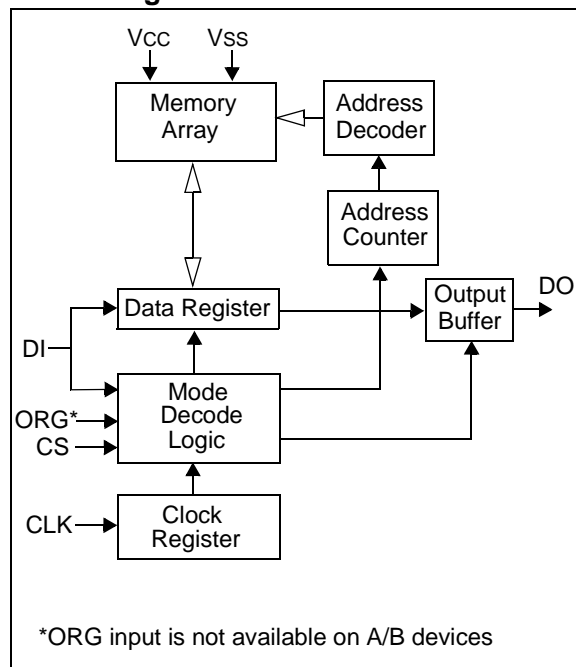 VCC VSS
Memory
Array
Address
Decoder
Address
Counter
Data Register
Output
Buffer
DO
DI
Mode
Decode
Logic
ORG*
CS
CLK
Clock
Register
*ORG input is not available on A/B devices